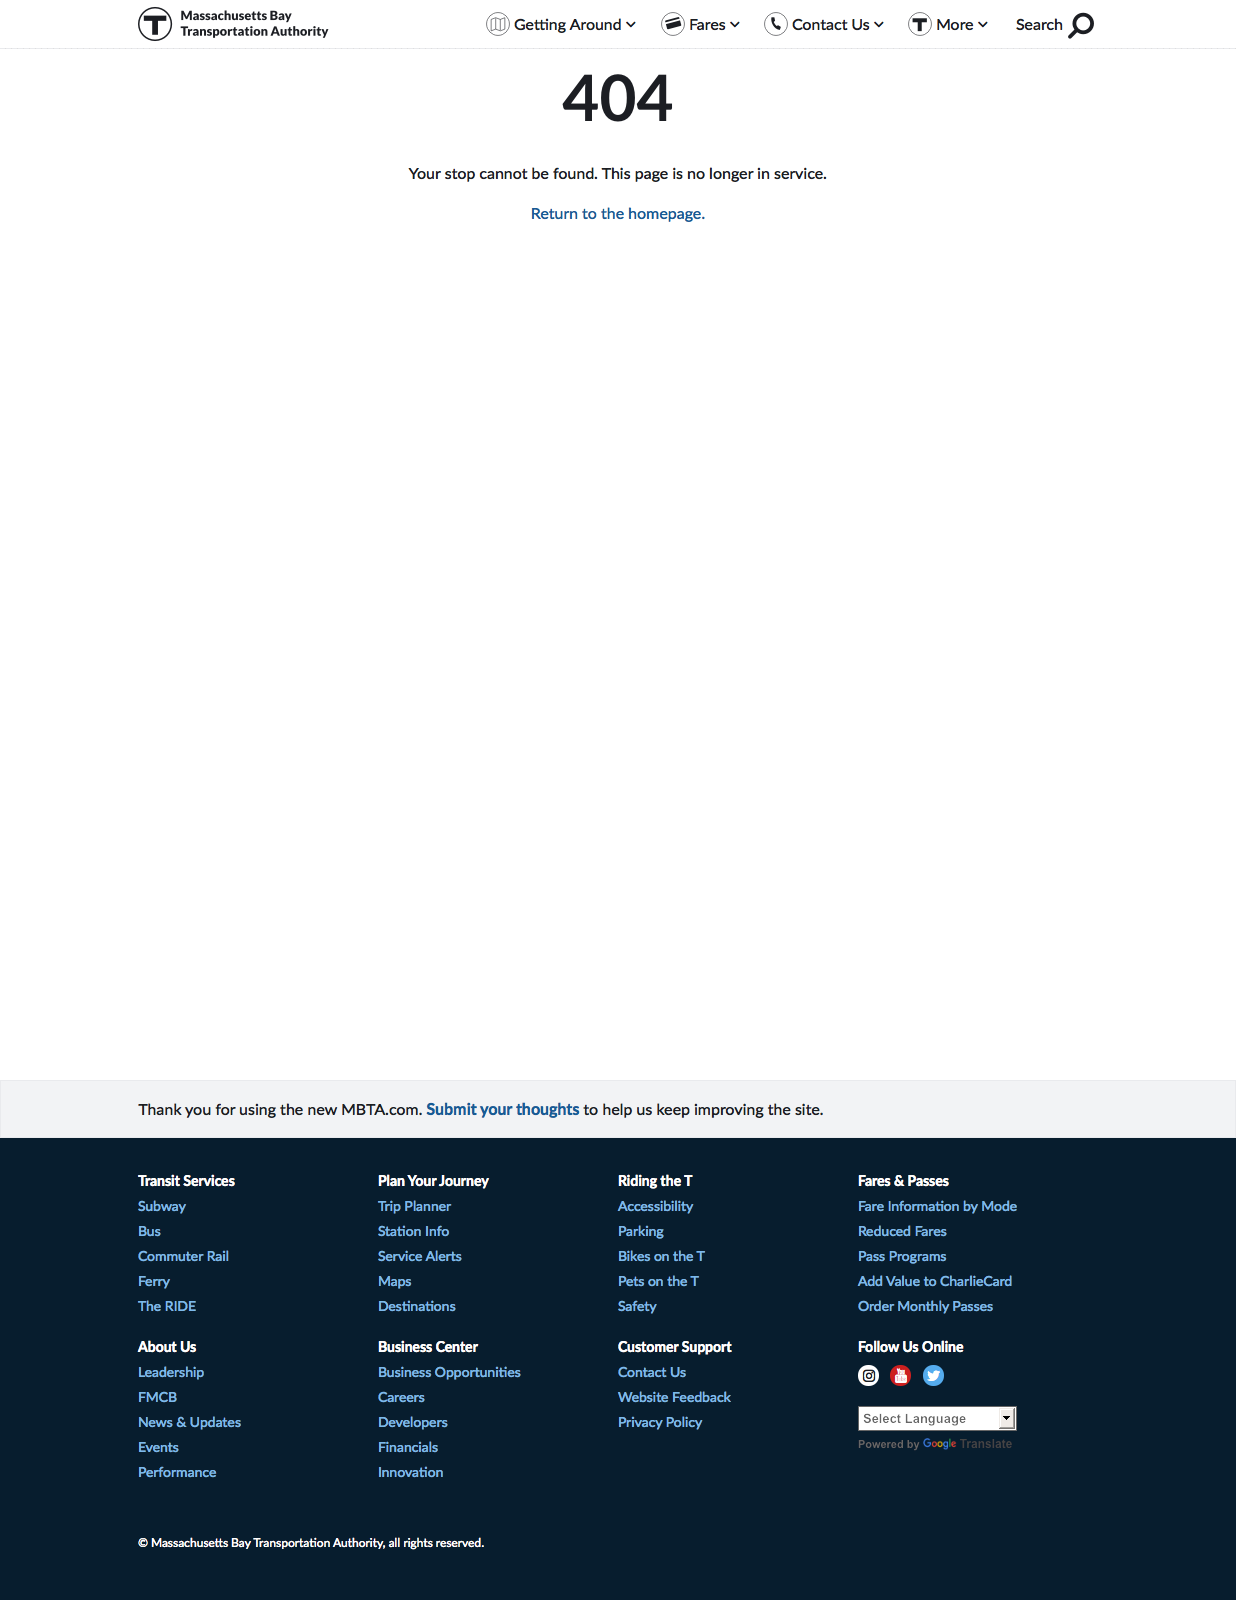 Massachusetts Bay
Transportation Authority
Getting Around
Fares
Contact Us
More
Search
404
Your stop cannot be found. This page is no longer in service.
Return to the homepage.
Thank you for using the new MBTA.com. Submit your thoughts to help us keep improving the site.
Transit Services
Subway
Bus
Commuter Rail
Ferry
The RIDE
Plan Your Journey
Trip Planner
Station Info
Service Alerts
Maps
Destinations
Riding the T
Accessibility
Parking
Bikes on the T
Pets on the T
Safety
Fares & Passes
Fare Information by Mode
Reduced Fares
Pass Programs
Add Value to CharlieCard
Order Monthly Passes
About Us
Leadership
FMCB
News & Updates
Events
Performance
Business Center
Business Opportunities
Careers
Developers
Financials
Innovation
Customer Support
Contact Us
Website Feedback
Privacy Policy
Follow Us Online
Select Language
Powered by Google Translate
© Massachusetts Bay Transportation Authority, all rights reserved.